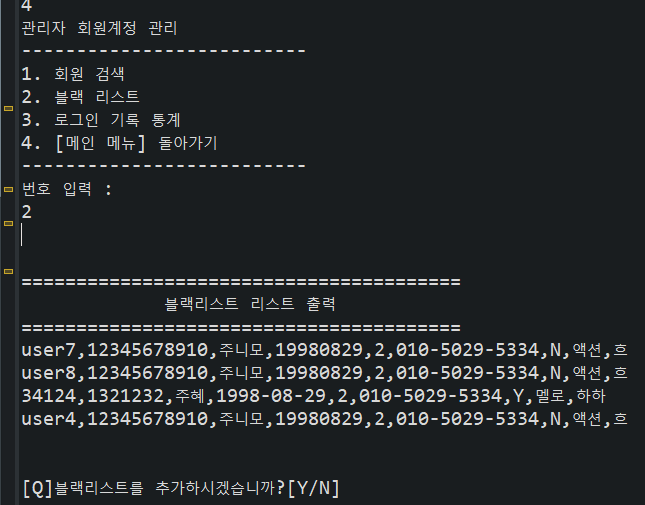 4
관리자 회원계정 관리
--------------------------
1. 회원 검색
2. 블랙 리스트
3. 로그인 기록 통계
4. [메인 메뉴] 돌아가기
--------------------------
번호 입력 :
2
========================================
블랙리스트 리스트 출력
========================================
user7,12345678910,주니모,19980829,2,010-5029-5334,N,액션,흐
user8,12345678910,주니모,19980829,2,010-5029-5334,N,액션,흐
34124,1321232,주혜,1998-08-29,2,010-5029-5334,Y,멜로,하하
user4,12345678910,주니모,19980829,2,010-5029-5334,N,액션,흐
[Q]블랙리스트를 추가하시겠습니까?[Y/N]